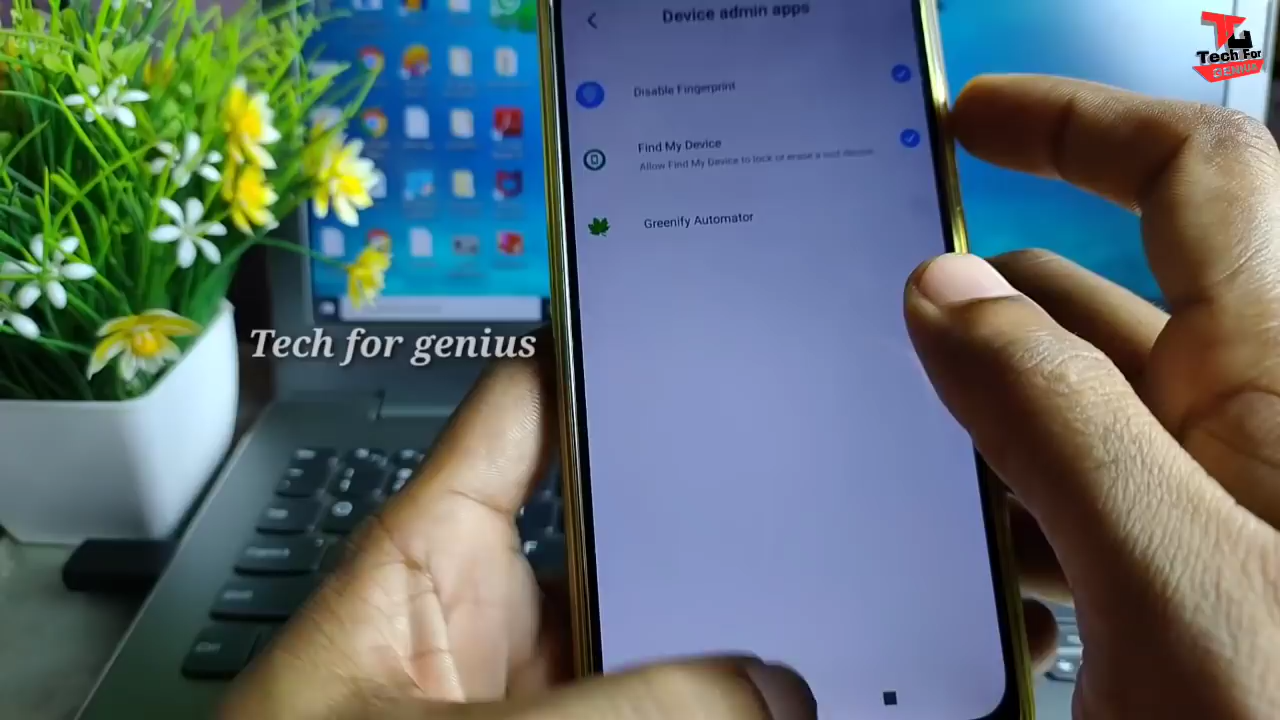 Device admin apps
Disable Fingerprint
Find My Device
Allow Find My Device to lock or erase a lost device
Greenify Automator
Tech for genius
Tech For
GENIUS